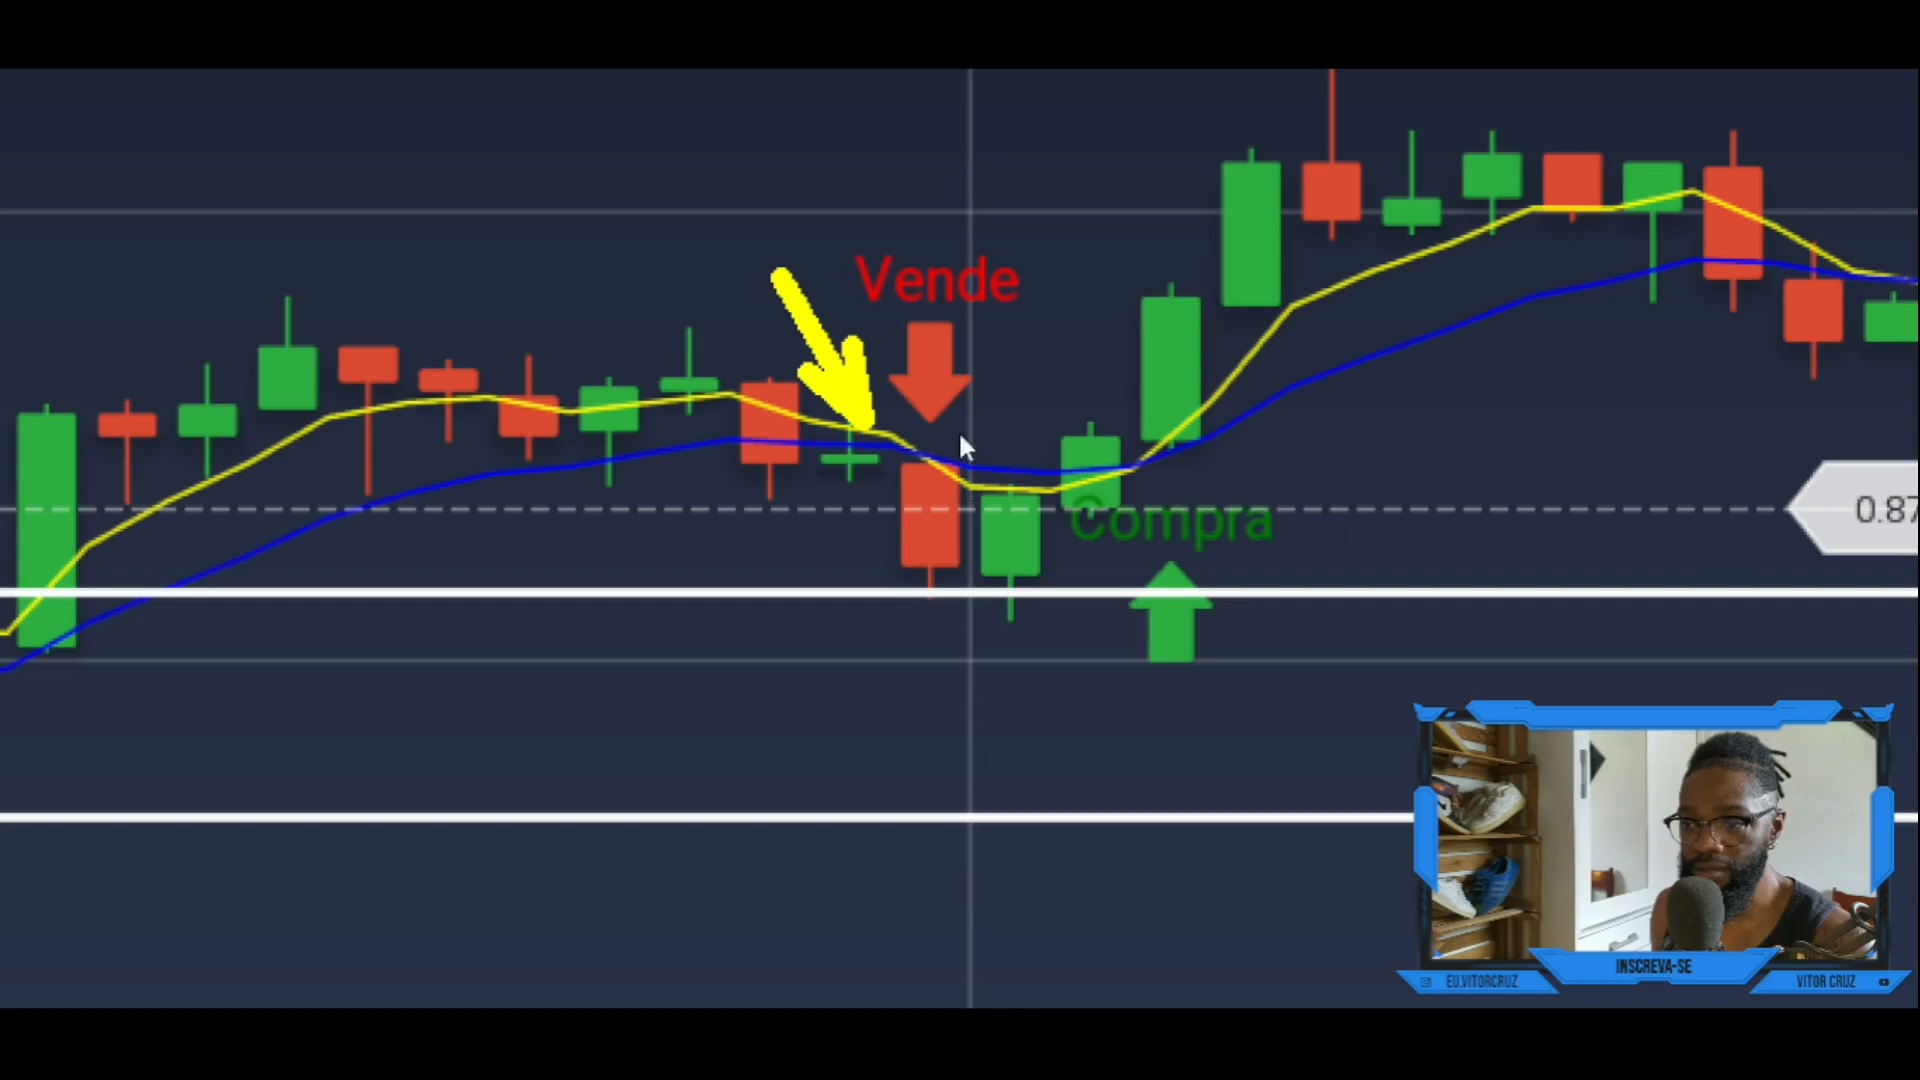 Vende
0.87
Compra
INSCREVA-SE
EU.VITORCRUZ
VITOR CRUZ